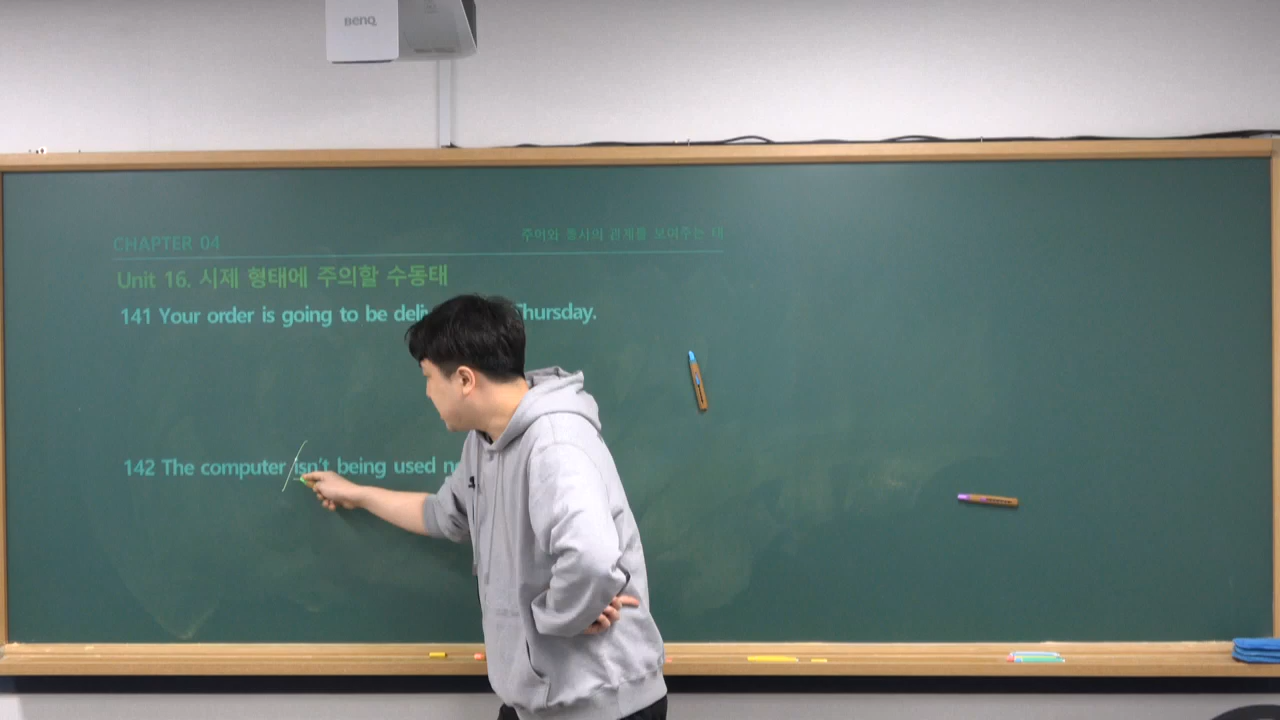 BenQ
CHAPTER 04
주어와 동사의 관계를 보여주는 태
Unit 16. 시제 형태에 주의할 수동태
141 Your order is going to be Thursday.
142 The computer isn't being used